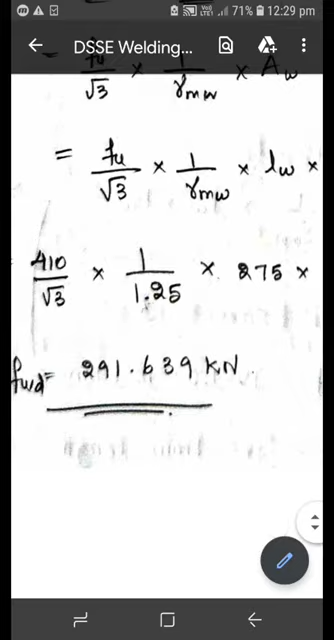 71% 12:29 pm
DSSE Welding...
fu/√3 × 1/γmw × Aw
= fu/√3 × 1/γmw × lw ×
410/√3 × 1/1.25 × 275 ×
fwd = 291.639 KN